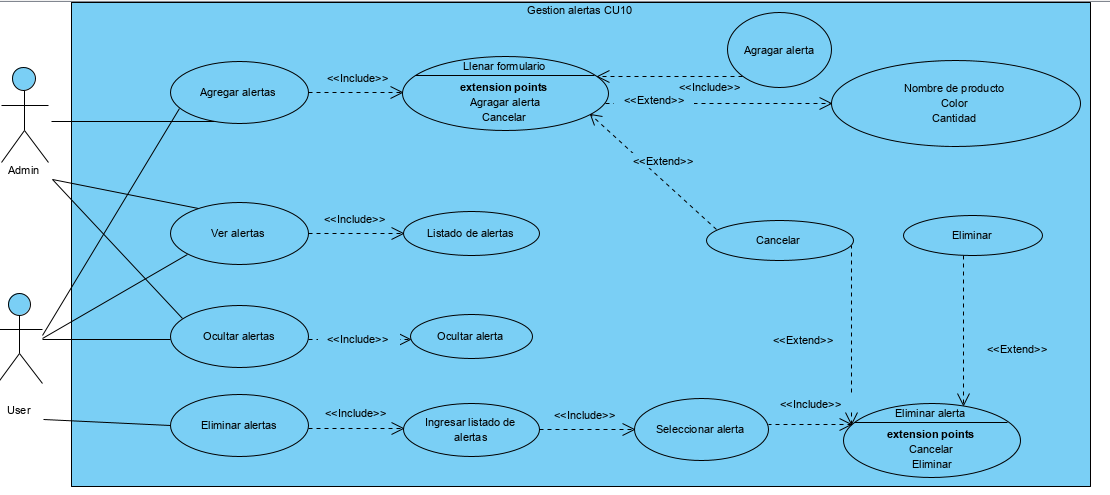 Gestion alertas CU10
Admin
User
Agregar alertas
<<Include>>
Llenar formulario
extension points
Agragar alerta
Cancelar
Agragar alerta
<<Include>>
<<Extend>>
Nombre de producto
Color
Cantidad
<<Extend>>
Ver alertas
<<Include>>
Listado de alertas
Cancelar
Eliminar
Ocultar alertas
<<Include>>
Ocultar alerta
<<Extend>>
<<Extend>>
Eliminar alertas
<<Include>>
Ingresar listado de
alertas
<<Include>>
Seleccionar alerta
<<Include>>
Eliminar alerta
extension points
Cancelar
Eliminar